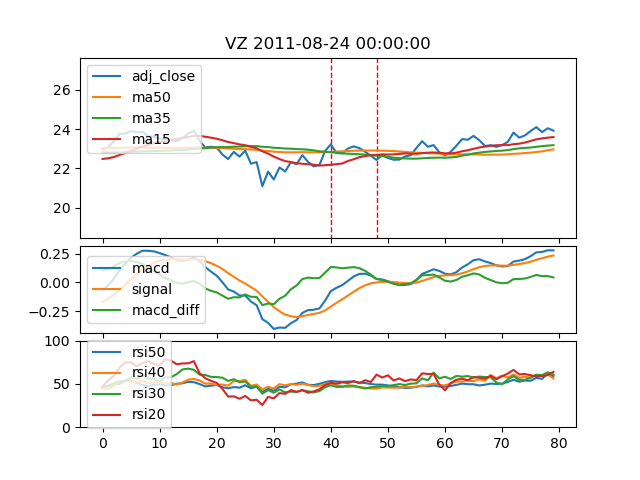 VZ 2011-08-24 00:00:00
adj_close
ma50
ma35
ma15
26
24
22
20
macd
signal
macd_diff
0.25
0.00
−0.25
rsi50
rsi40
rsi30
rsi20
100
50
0
0 10 20 30 40 50 60 70 80